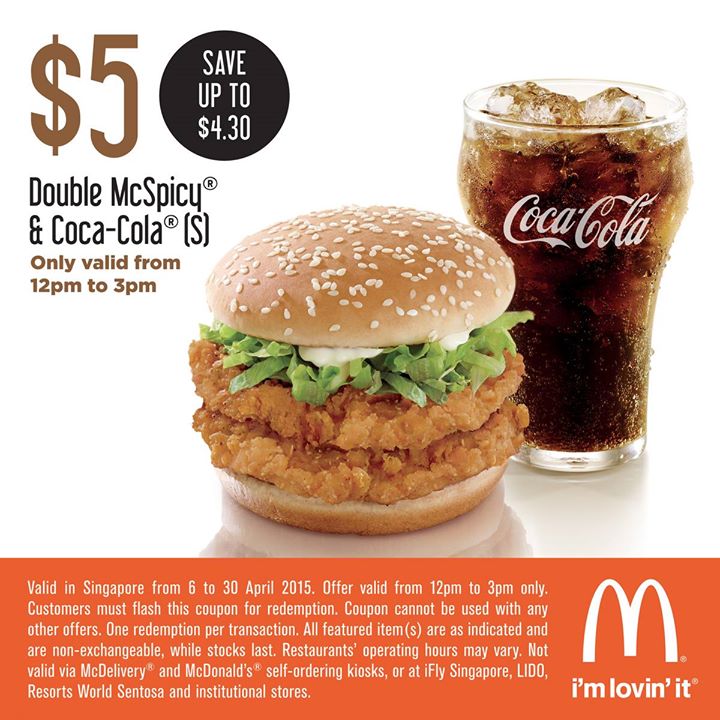 $5
SAVE
UP TO
$4.30
Double McSpicy®
& Coca-Cola® (S)
Only valid from
12pm to 3pm
Coca-Cola
Valid in Singapore from 6 to 30 April 2015. Offer valid from 12pm to 3pm only.
Customers must flash this coupon for redemption. Coupon cannot be used with any
other offers. One redemption per transaction. All featured item(s) are as indicated and
are non-exchangeable, while stocks last. Restaurants' operating hours may vary. Not
valid via McDelivery® and McDonald's® self-ordering kiosks, or at iFly Singapore, LIDO,
Resorts World Sentosa and institutional stores.
i'm lovin' it®